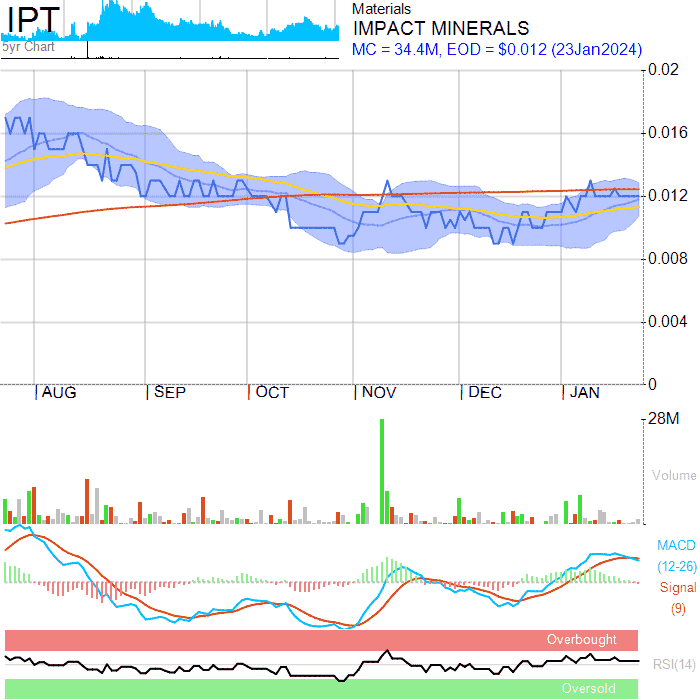 IPT
5yr Chart
Materials
IMPACT MINERALS
MC = 34.4M, EOD = $0.012 (23Jan2024)
0.02
0.016
0.012
0.008
0.004
0
AUG SEP OCT NOV DEC JAN
28M
Volume
MACD
(12-26)
Signal
(9)
Overbought
RSI(14)
Oversold